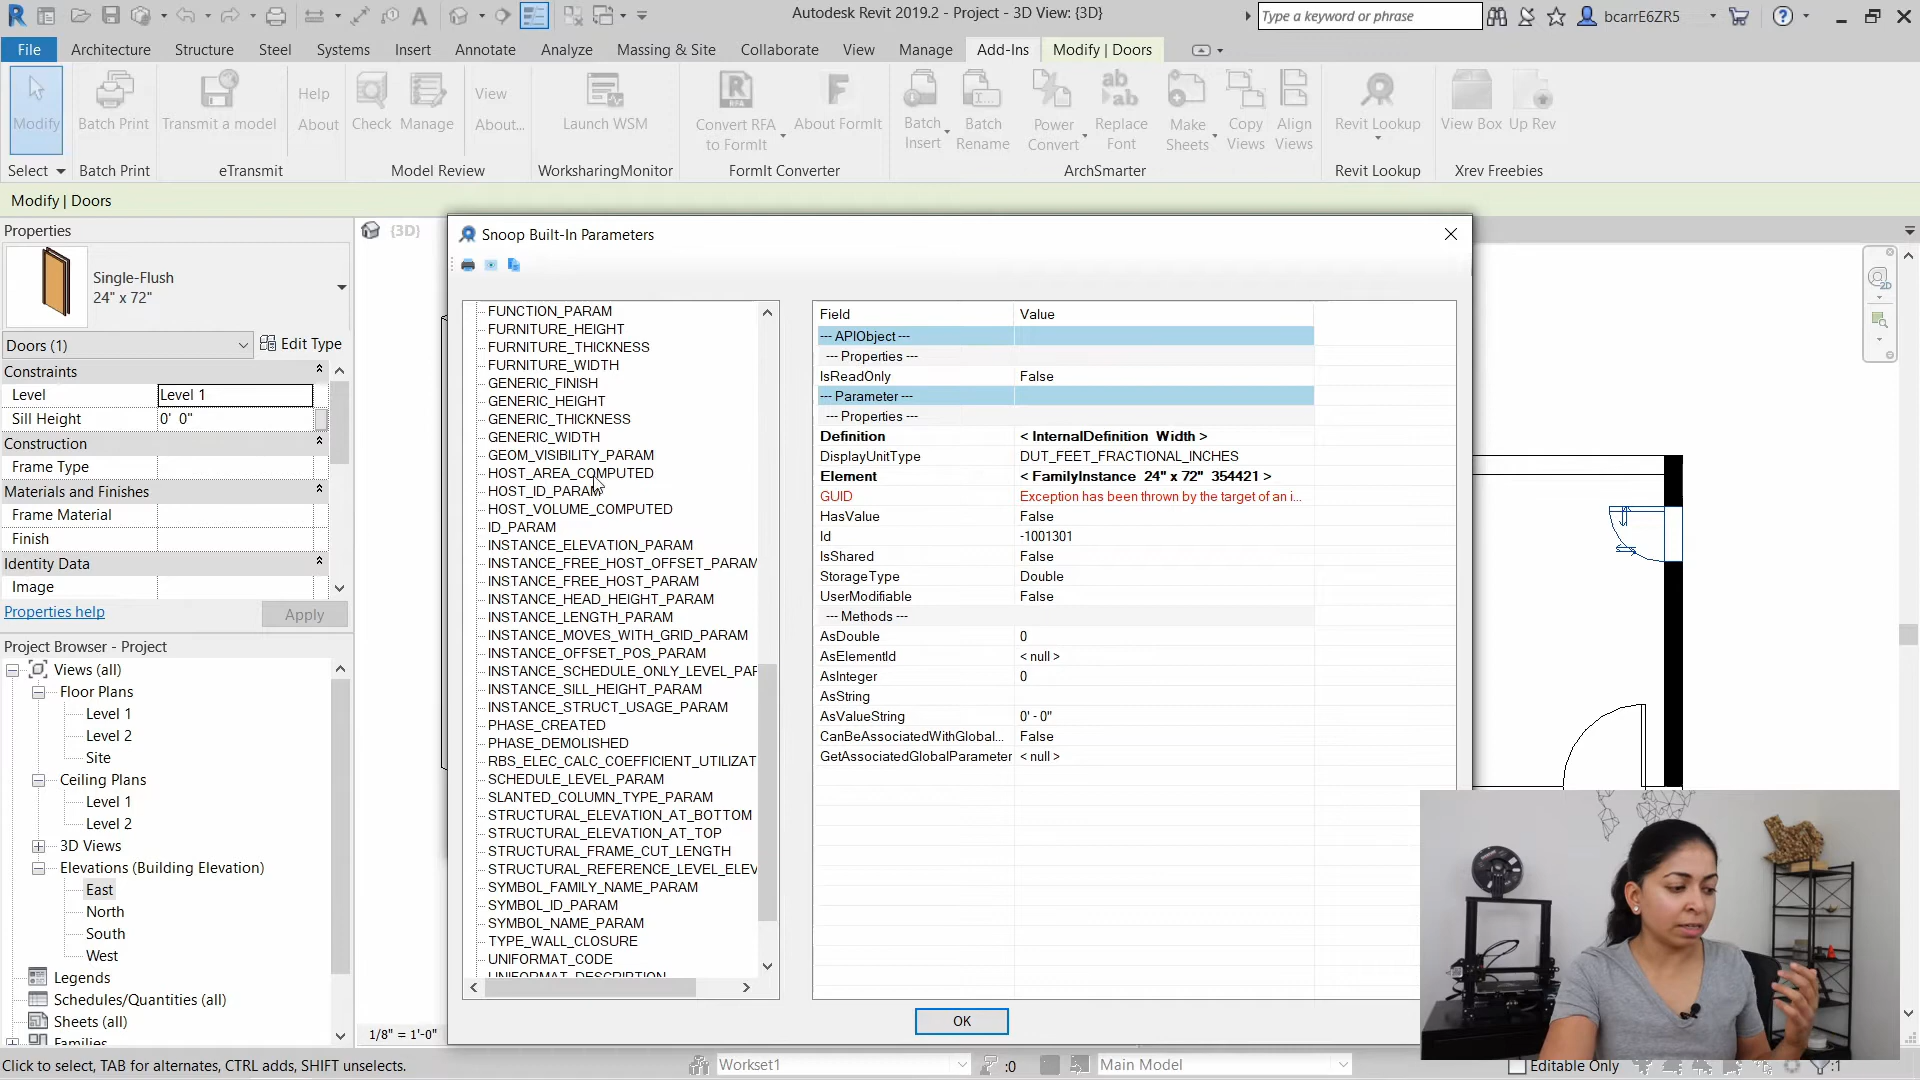 Autodesk Revit 2019.2 - Project - 3D View: {3D}
Type a keyword or phrase
bcarrE6ZR5
File Architecture Structure Steel Systems Insert Annotate Analyze Massing & Site Collaborate View Manage Add-Ins Modify | Doors
Modify
Batch Print
Transmit a model
Help
About
Check
Manage
View
About...
Launch WSM
Convert RFA
to FormIt
About FormIt
Batch
Insert
Batch
Rename
Power
Convert
Replace
Font
Make
Sheets
Copy
Views
Align
Views
Revit Lookup
View Box
Up Rev
Select Batch Print eTransmit Model Review WorksharingMonitor FormIt Converter ArchSmarter Revit Lookup Xrev Freebies
Modify | Doors
Properties
Single-Flush
24" x 72"
Doors (1)
Edit Type
Constraints
Level Level 1
Sill Height 0' 0"
Construction
Frame Type
Materials and Finishes
Frame Material
Finish
Identity Data
Image
Properties help
Apply
Project Browser - Project
Views (all)
Floor Plans
Level 1
Level 2
Site
Ceiling Plans
Level 1
Level 2
3D Views
Elevations (Building Elevation)
East
North
South
West
Legends
Schedules/Quantities (all)
Sheets (all)
Families
{3D}
Snoop Built-In Parameters
FUNCTION_PARAM
FURNITURE_HEIGHT
FURNITURE_THICKNESS
FURNITURE_WIDTH
GENERIC_FINISH
GENERIC_HEIGHT
GENERIC_THICKNESS
GENERIC_WIDTH
GEOM_VISIBILITY_PARAM
HOST_AREA_COMPUTED
HOST_ID_PARAM
HOST_VOLUME_COMPUTED
ID_PARAM
INSTANCE_ELEVATION_PARAM
INSTANCE_FREE_HOST_OFFSET_PARAM
INSTANCE_FREE_HOST_PARAM
INSTANCE_HEAD_HEIGHT_PARAM
INSTANCE_LENGTH_PARAM
INSTANCE_MOVES_WITH_GRID_PARAM
INSTANCE_OFFSET_POS_PARAM
INSTANCE_SCHEDULE_ONLY_LEVEL_PAR
INSTANCE_SILL_HEIGHT_PARAM
INSTANCE_STRUCT_USAGE_PARAM
PHASE_CREATED
PHASE_DEMOLISHED
RBS_ELEC_CALC_COEFFICIENT_UTILIZAT
SCHEDULE_LEVEL_PARAM
SLANTED_COLUMN_TYPE_PARAM
STRUCTURAL_ELEVATION_AT_BOTTOM
STRUCTURAL_ELEVATION_AT_TOP
STRUCTURAL_FRAME_CUT_LENGTH
STRUCTURAL_REFERENCE_LEVEL_ELEV
SYMBOL_FAMILY_NAME_PARAM
SYMBOL_ID_PARAM
SYMBOL_NAME_PARAM
TYPE_WALL_CLOSURE
UNIFORMAT_CODE
UNIFORMAT_DESCRIPTION
Field Value
--- APIObject ---
--- Properties ---
IsReadOnly False
--- Parameter ---
--- Properties ---
Definition < InternalDefinition Width >
DisplayUnitType DUT_FEET_FRACTIONAL_INCHES
Element < FamilyInstance 24" x 72" 354421 >
GUID Exception has been thrown by the target of an i...
HasValue False
Id -1001301
IsShared False
StorageType Double
UserModifiable False
--- Methods ---
AsDouble 0
AsElementId < null >
AsInteger 0
AsString
AsValueString 0' - 0"
CanBeAssociatedWithGlobal... False
GetAssociatedGlobalParameter < null >
OK
1/8" = 1'-0"
Click to select, TAB for alternates, CTRL adds, SHIFT unselects.
Workset1
:0
Main Model
Editable Only
:1
2D